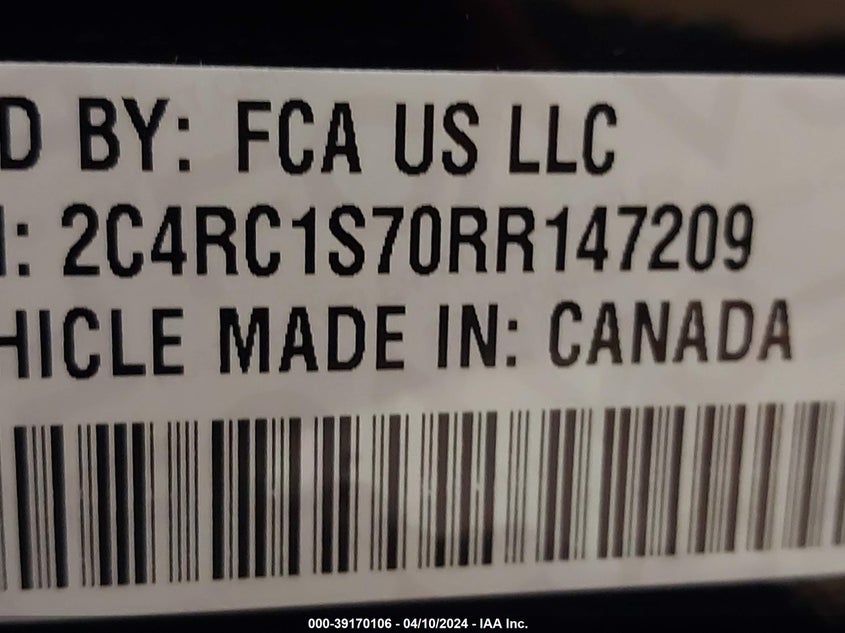 D BY: FCA US LLC
: 2C4RC1S70RR147209
HICLE MADE IN: CANADA
000-39170106 - 04/10/2024 - IAA Inc.